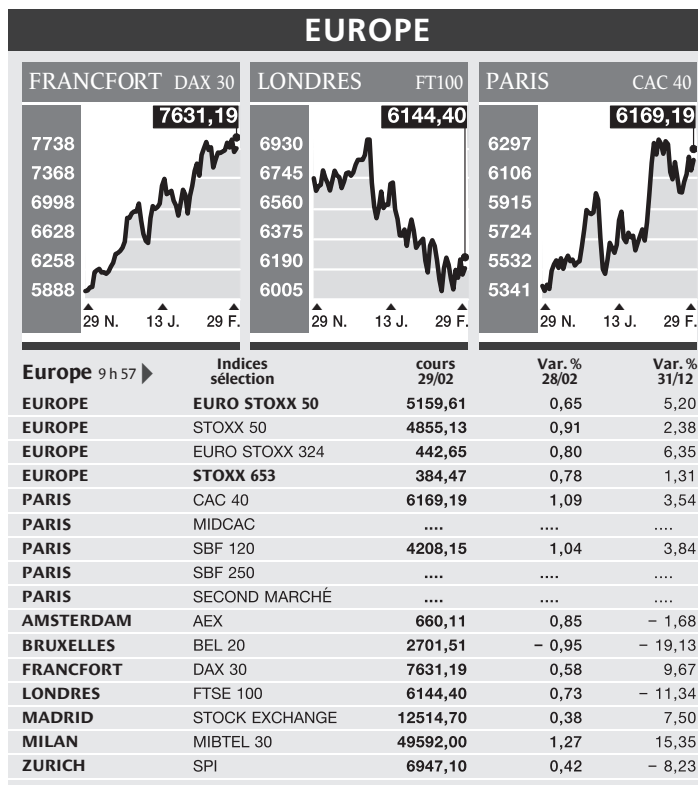 EUROPE
FRANCFORT DAX 30
7631,19
7738
7368
6998
6628
6258
5888
29 N. 13 J. 29 F.
LONDRES FT100
6144,40
6930
6745
6560
6375
6190
6005
29 N. 13 J. 29 F.
PARIS CAC 40
6169,19
6297
6106
5915
5724
5532
5341
29 N. 13 J. 29 F.
Europe 9 h 57 Indices sélection cours 29/02 Var. % 28/02 Var. % 31/12
EUROPE EURO STOXX 50 5159,61 0,65 5,20
EUROPE STOXX 50 4855,13 0,91 2,38
EUROPE EURO STOXX 324 442,65 0,80 6,35
EUROPE STOXX 653 384,47 0,78 1,31
PARIS CAC 40 6169,19 1,09 3,54
PARIS MIDCAC .... .... ....
PARIS SBF 120 4208,15 1,04 3,84
PARIS SBF 250 .... .... ....
PARIS SECOND MARCHÉ .... .... ....
AMSTERDAM AEX 660,11 0,85 – 1,68
BRUXELLES BEL 20 2701,51 – 0,95 – 19,13
FRANCFORT DAX 30 7631,19 0,58 9,67
LONDRES FTSE 100 6144,40 0,73 – 11,34
MADRID STOCK EXCHANGE 12514,70 0,38 7,50
MILAN MIBTEL 30 49592,00 1,27 15,35
ZURICH SPI 6947,10 0,42 – 8,23